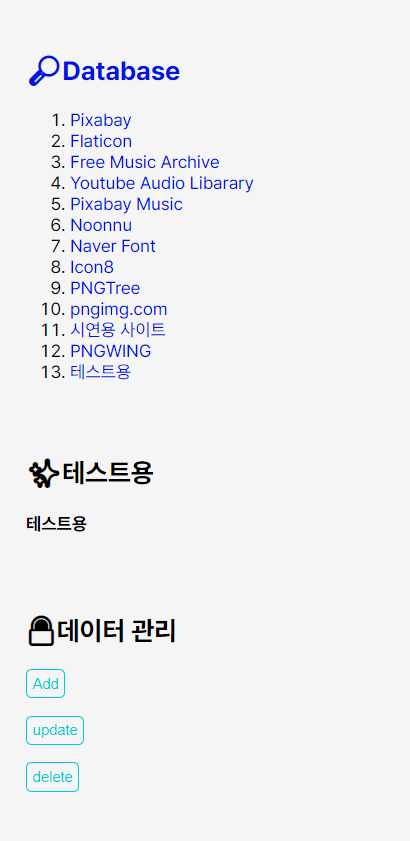 Database
1. Pixabay
2. Flaticon
3. Free Music Archive
4. Youtube Audio Libarary
5. Pixabay Music
6. Noonnu
7. Naver Font
8. Icon8
9. PNGTree
10. pngimg.com
11. 시연용 사이트
12. PNGWING
13. 테스트용
테스트용
테스트용
데이터 관리
Add
update
delete